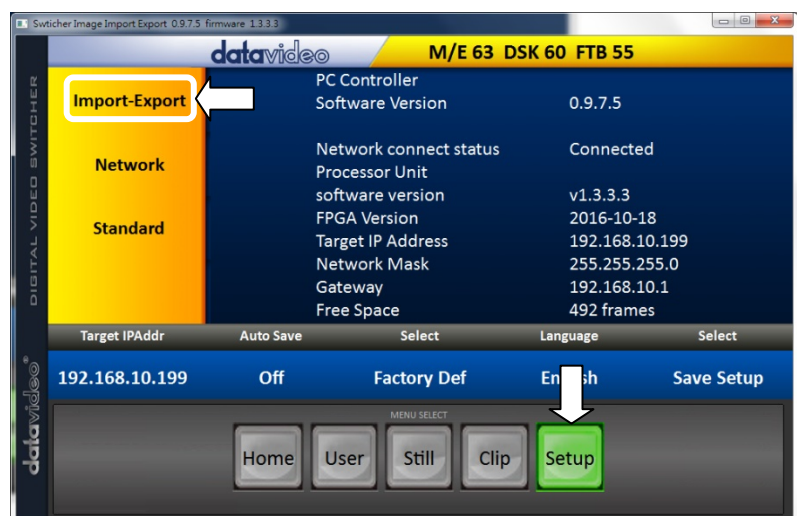 Swticher Image Import Export 0.9.7.5 firmware 1.3.3.3
datavideo M/E 63 DSK 60 FTB 55
DIGITAL VIDEO SWITCHER
Import-Export
Network
Standard
PC Controller
Software Version 0.9.7.5
Network connect status Connected
Processor Unit
software version v1.3.3.3
FPGA Version 2016-10-18
Target IP Address 192.168.10.199
Network Mask 255.255.255.0
Gateway 192.168.10.1
Free Space 492 frames
Target IPAddr Auto Save Select Language Select
192.168.10.199 Off Factory Def Save Setup
datavideo
MENU SELECT
Home User Still Clip Setup